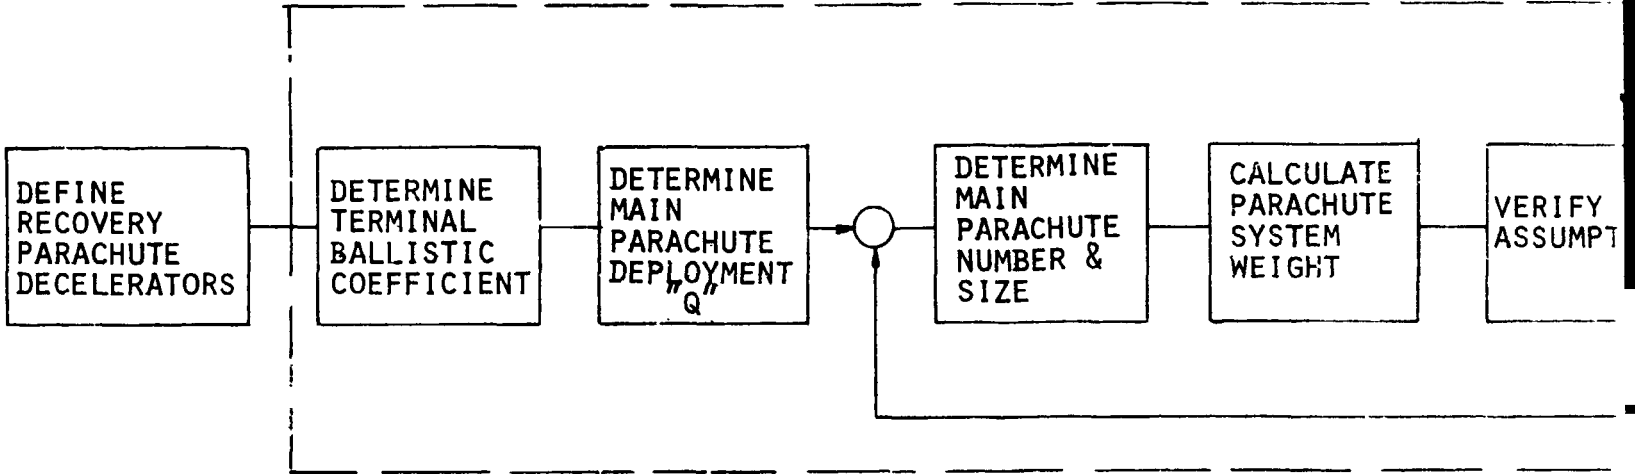 DEFINE
RECOVERY
PARACHUTE
DECELERATORS
DETERMINE
TERMINAL
BALLISTIC
COEFFICIENT
DETERMINE
MAIN
PARACHUTE
DEPLOYMENT
"Q"
DETERMINE
MAIN
PARACHUTE
NUMBER &
SIZE
CALCULATE
PARACHUTE
SYSTEM
WEIGHT
VERIFY
ASSUMPT